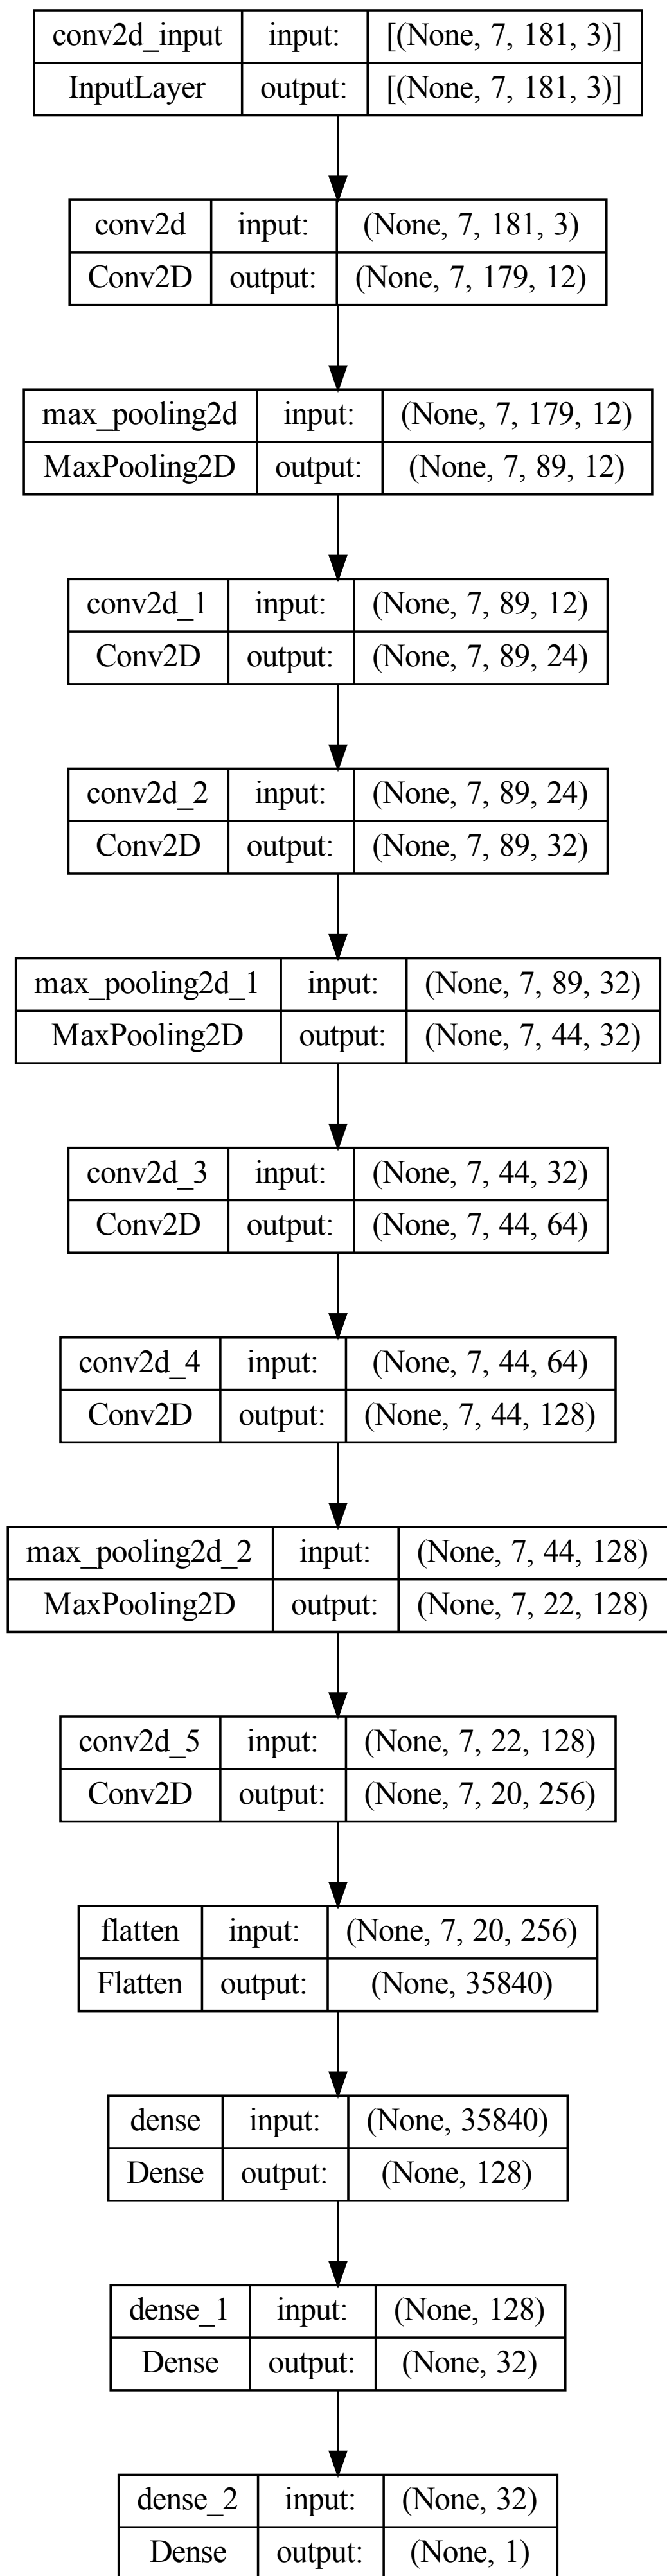 conv2d_input input: [(None, 7, 181, 3)]
InputLayer output: [(None, 7, 181, 3)]
conv2d input: (None, 7, 181, 3)
Conv2D output: (None, 7, 179, 12)
max_pooling2d input: (None, 7, 179, 12)
MaxPooling2D output: (None, 7, 89, 12)
conv2d_1 input: (None, 7, 89, 12)
Conv2D output: (None, 7, 89, 24)
conv2d_2 input: (None, 7, 89, 24)
Conv2D output: (None, 7, 89, 32)
max_pooling2d_1 input: (None, 7, 89, 32)
MaxPooling2D output: (None, 7, 44, 32)
conv2d_3 input: (None, 7, 44, 32)
Conv2D output: (None, 7, 44, 64)
conv2d_4 input: (None, 7, 44, 64)
Conv2D output: (None, 7, 44, 128)
max_pooling2d_2 input: (None, 7, 44, 128)
MaxPooling2D output: (None, 7, 22, 128)
conv2d_5 input: (None, 7, 22, 128)
Conv2D output: (None, 7, 20, 256)
flatten input: (None, 7, 20, 256)
Flatten output: (None, 35840)
dense input: (None, 35840)
Dense output: (None, 128)
dense_1 input: (None, 128)
Dense output: (None, 32)
dense_2 input: (None, 32)
Dense output: (None, 1)